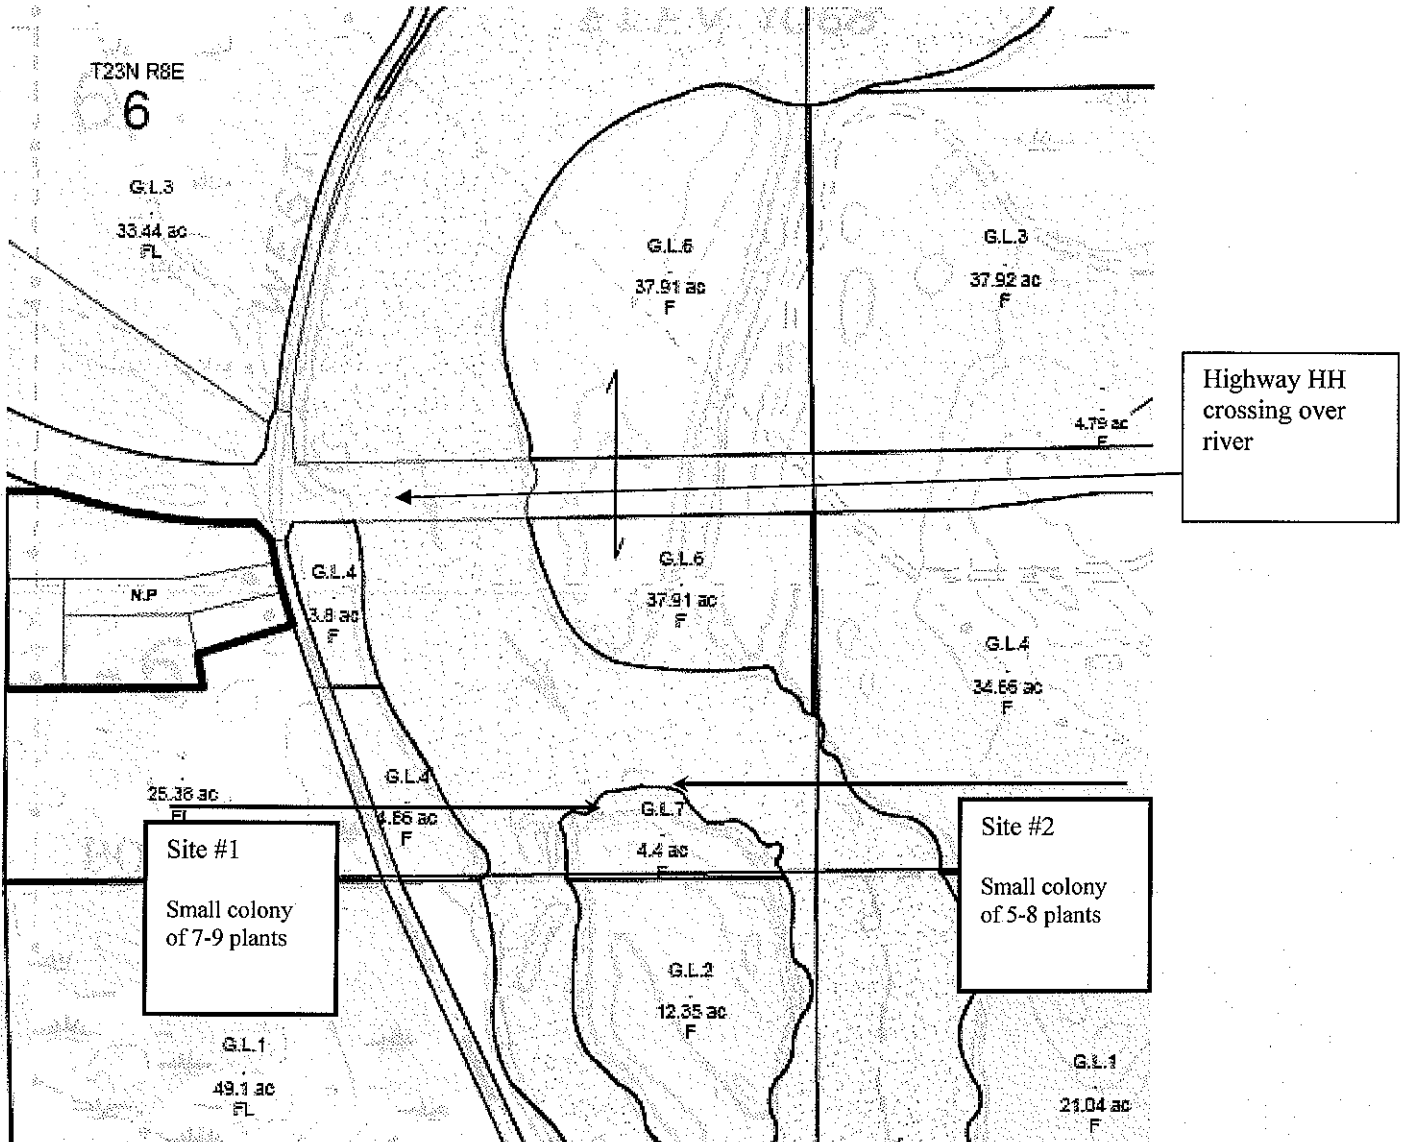 T23N R8E
6
G.L.3
33.44 ac
FL
G.L.6
37.91 ac
F
G.L.3
37.92 ac
F
4.79 ac
F
Highway HH
crossing over
river
G.L.6
37.91 ac
F
N.P
G.L.4
3.8 ac
F
G.L.4
34.66 ac
F
25.38 ac
FL
G.L.4
4.66 ac
F
G.L.7
4.4 ac
F
Site #1
Small colony
of 7-9 plants
Site #2
Small colony
of 5-8 plants
G.L.2
12.35 ac
F
G.L.1
49.1 ac
FL
G.L.1
21.04 ac
F